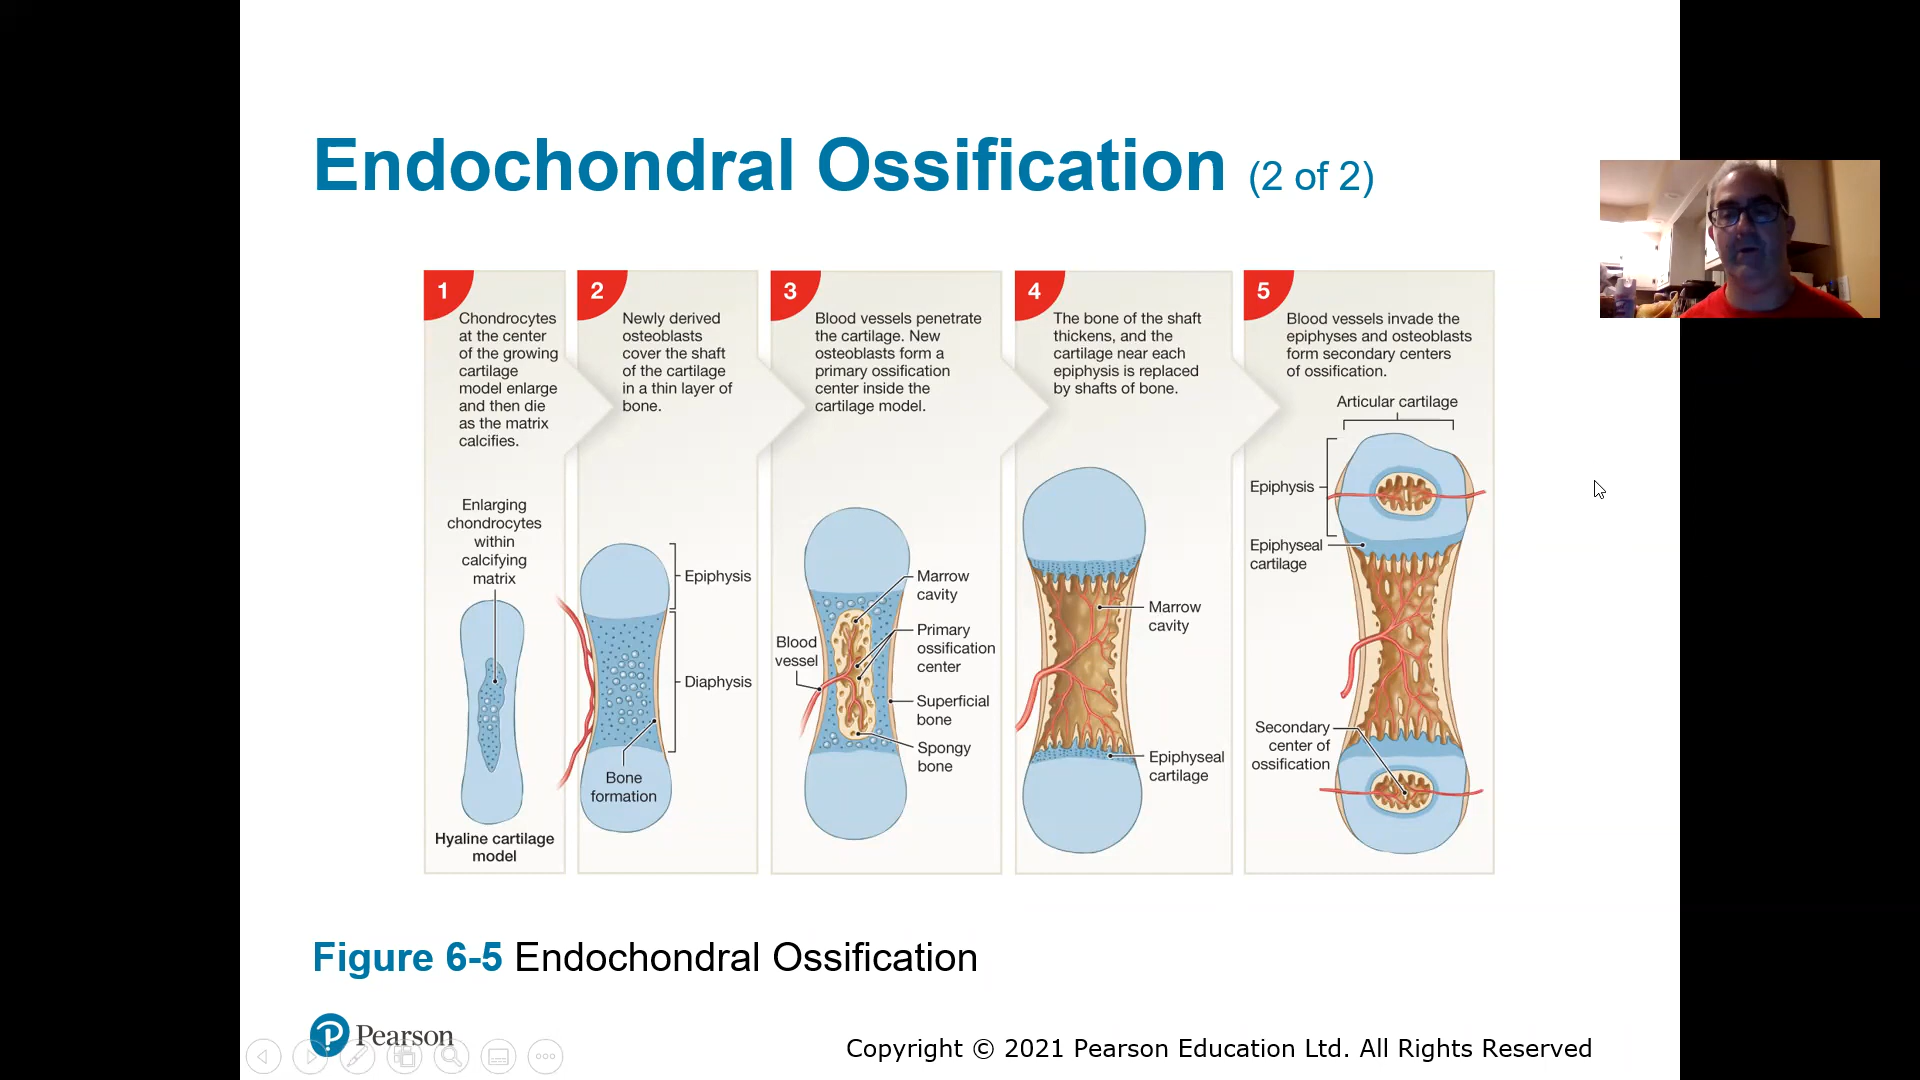 Endochondral Ossification (2 of 2)
1
Chondrocytes
at the center
of the growing
cartilage
model enlarge
and then die
as the matrix
calcifies.
Enlarging
chondrocytes
within
calcifying
matrix
Hyaline cartilage
model
2
Newly derived
osteoblasts
cover the shaft
of the cartilage
in a thin layer of
bone.
Epiphysis
Diaphysis
Bone
formation
3
Blood vessels penetrate
the cartilage. New
osteoblasts form a
primary ossification
center inside the
cartilage model.
Marrow
cavity
Primary
ossification
center
Blood
vessel
Superficial
bone
Spongy
bone
4
The bone of the shaft
thickens, and the
cartilage near each
epiphysis is replaced
by shafts of bone.
Marrow
cavity
Epiphyseal
cartilage
5
Blood vessels invade the
epiphyses and osteoblasts
form secondary centers
of ossification.
Articular cartilage
Epiphysis
Epiphyseal
cartilage
Secondary
center of
ossification
Figure 6-5 Endochondral Ossification
Pearson
Copyright © 2021 Pearson Education Ltd. All Rights Reserved